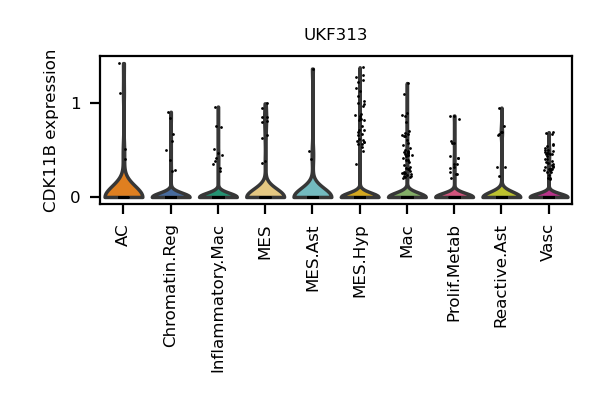 UKF313
CDK11B expression
1
0
AC
Chromatin.Reg
Inflammatory.Mac
MES
MES.Ast
MES.Hyp
Mac
Prolif.Metab
Reactive.Ast
Vasc